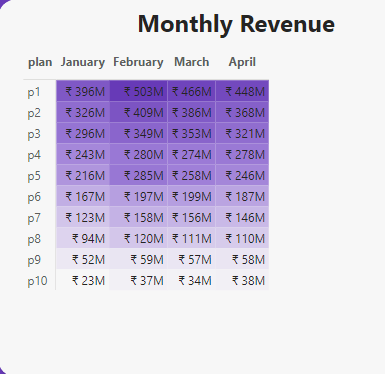 Monthly Revenue
plan January February March April
p1 ₹ 396M ₹ 503M ₹ 466M ₹ 448M
p2 ₹ 326M ₹ 409M ₹ 386M ₹ 368M
p3 ₹ 296M ₹ 349M ₹ 353M ₹ 321M
p4 ₹ 243M ₹ 280M ₹ 274M ₹ 278M
p5 ₹ 216M ₹ 285M ₹ 258M ₹ 246M
p6 ₹ 167M ₹ 197M ₹ 199M ₹ 187M
p7 ₹ 123M ₹ 158M ₹ 156M ₹ 146M
p8 ₹ 94M ₹ 120M ₹ 111M ₹ 110M
p9 ₹ 52M ₹ 59M ₹ 57M ₹ 58M
p10 ₹ 23M ₹ 37M ₹ 34M ₹ 38M